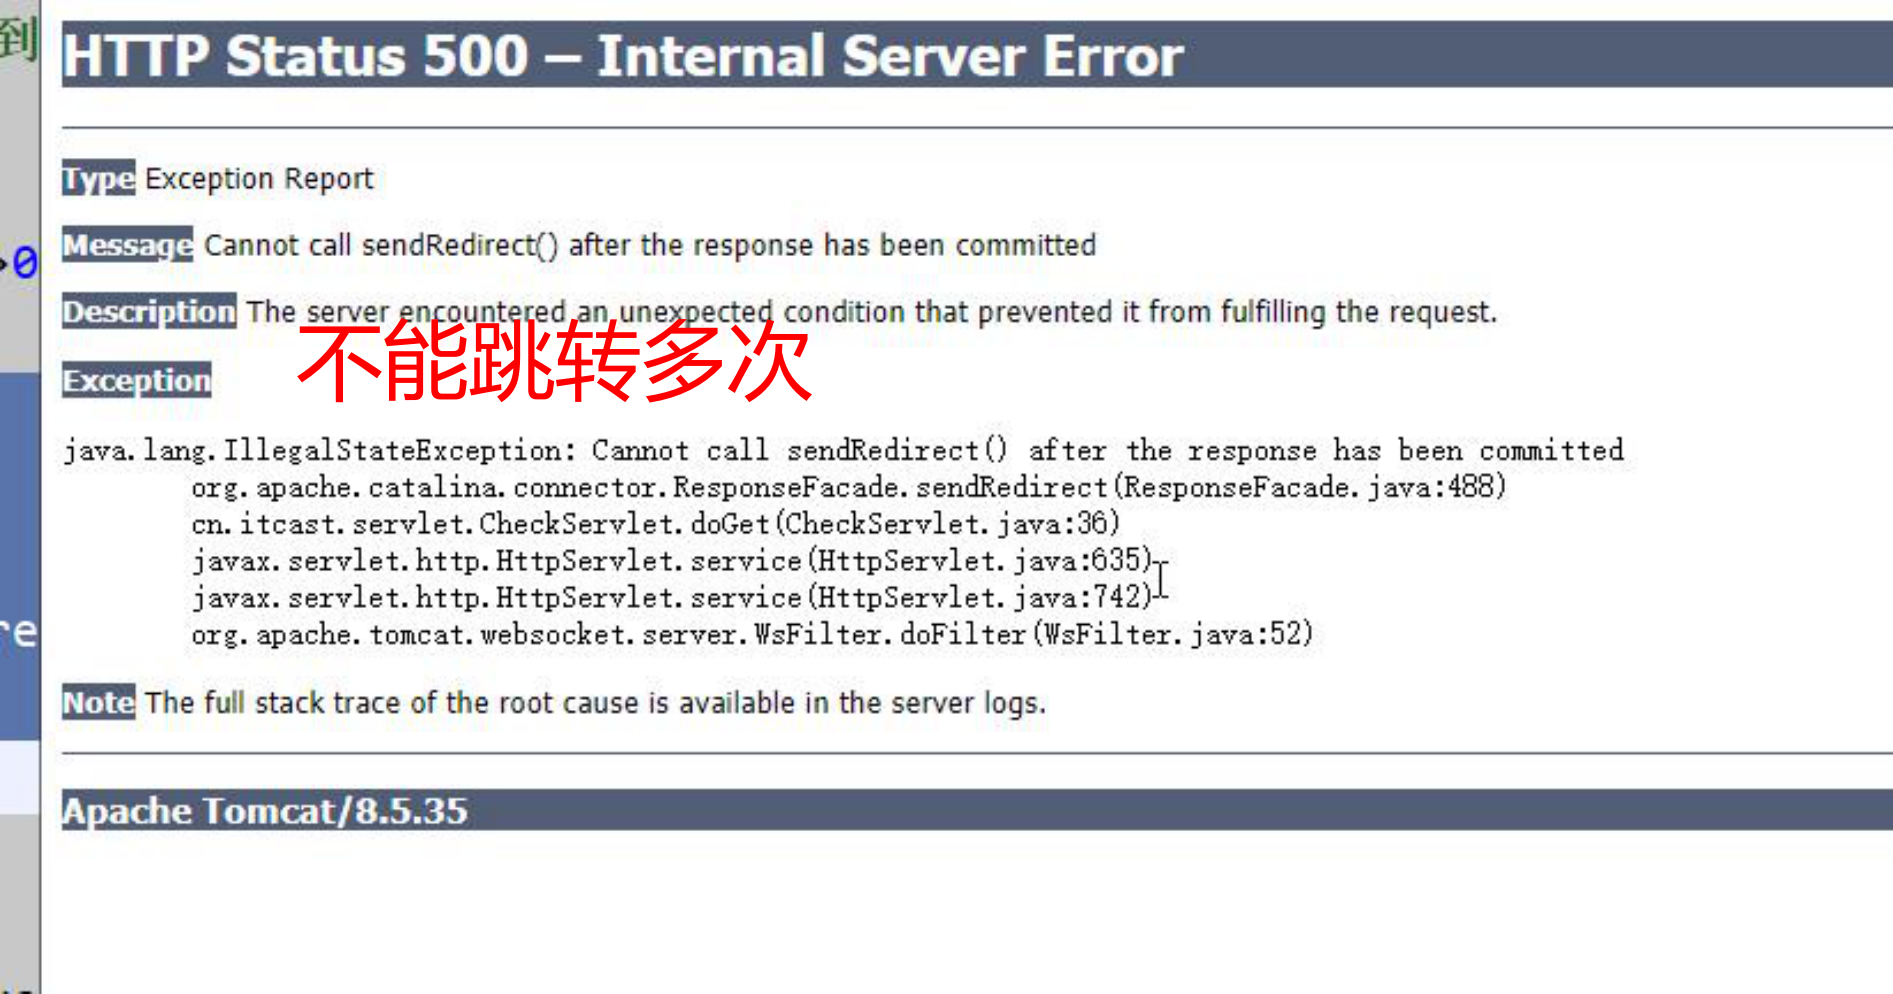 到
HTTP Status 500 – Internal Server Error
Type Exception Report
Message Cannot call sendRedirect() after the response has been committed
>0
Description The server encountered an unexpected condition that prevented it from fulfilling the request.
不能跳转多次
Exception
java.lang.IllegalStateException: Cannot call sendRedirect() after the response has been committed
org.apache.catalina.connector.ResponseFacade.sendRedirect(ResponseFacade.java:488)
cn.itcast.servlet.CheckServlet.doGet(CheckServlet.java:36)
javax.servlet.http.HttpServlet.service(HttpServlet.java:635)
javax.servlet.http.HttpServlet.service(HttpServlet.java:742)
org.apache.tomcat.websocket.server.WsFilter.doFilter(WsFilter.java:52)
re
Note The full stack trace of the root cause is available in the server logs.
Apache Tomcat/8.5.35